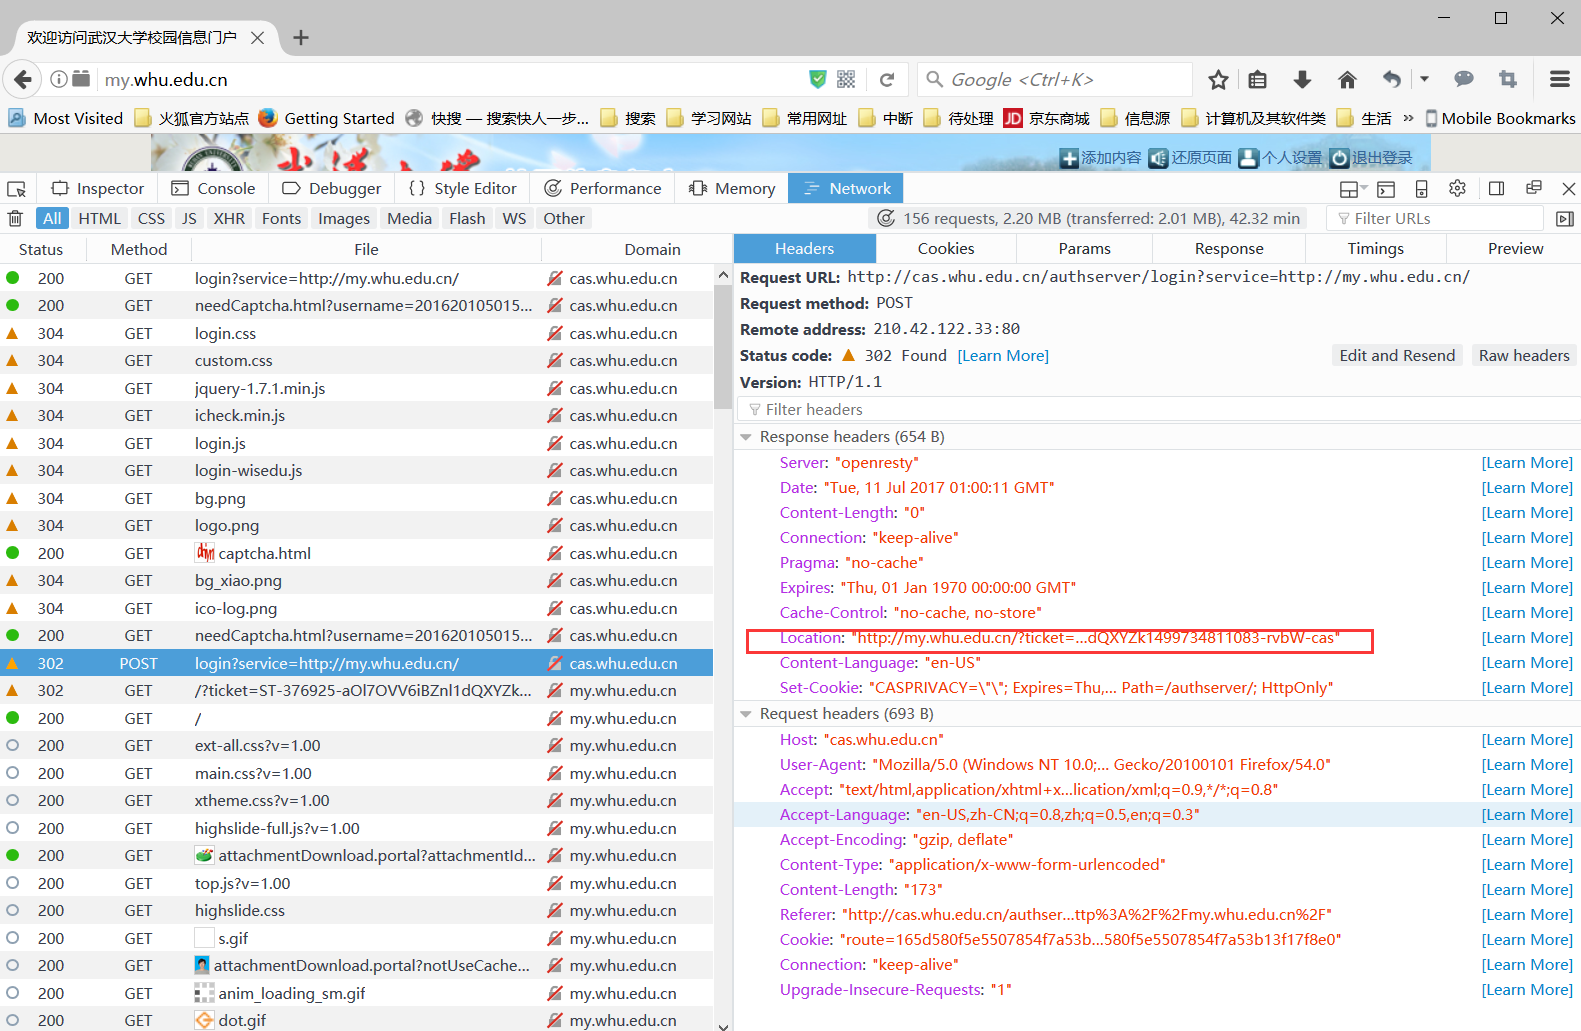 欢迎访问武汉大学校园信息门户
my.whu.edu.cn
Google <Ctrl+K>
Most Visited 火狐官方站点 Getting Started 快搜 — 搜索快人一步... 搜索 学习网站 常用网址 中断 待处理 JD 京东商城 信息源 计算机及其软件类 生活 » Mobile Bookmarks
添加内容 还原页面 个人设置 退出登录
Inspector Console Debugger {} Style Editor Performance Memory Network
All HTML CSS JS XHR Fonts Images Media Flash WS Other 156 requests, 2.20 MB (transferred: 2.01 MB), 42.32 min Filter URLs
Status Method File Domain
200 GET login?service=http://my.whu.edu.cn/ cas.whu.edu.cn
200 GET needCaptcha.html?username=201620105015... cas.whu.edu.cn
304 GET login.css cas.whu.edu.cn
304 GET custom.css cas.whu.edu.cn
304 GET jquery-1.7.1.min.js cas.whu.edu.cn
304 GET icheck.min.js cas.whu.edu.cn
304 GET login.js cas.whu.edu.cn
304 GET login-wisedu.js cas.whu.edu.cn
304 GET bg.png cas.whu.edu.cn
304 GET logo.png cas.whu.edu.cn
200 GET captcha.html cas.whu.edu.cn
304 GET bg_xiao.png cas.whu.edu.cn
304 GET ico-log.png cas.whu.edu.cn
200 GET needCaptcha.html?username=201620105015... cas.whu.edu.cn
302 POST login?service=http://my.whu.edu.cn/ cas.whu.edu.cn
302 GET /?ticket=ST-376925-aOl7OVV6iBZnl1dQXYZk... my.whu.edu.cn
200 GET / my.whu.edu.cn
200 GET ext-all.css?v=1.00 my.whu.edu.cn
200 GET main.css?v=1.00 my.whu.edu.cn
200 GET xtheme.css?v=1.00 my.whu.edu.cn
200 GET highslide-full.js?v=1.00 my.whu.edu.cn
200 GET attachmentDownload.portal?attachmentId... my.whu.edu.cn
200 GET top.js?v=1.00 my.whu.edu.cn
200 GET highslide.css my.whu.edu.cn
200 GET s.gif my.whu.edu.cn
200 GET attachmentDownload.portal?notUseCache... my.whu.edu.cn
200 GET anim_loading_sm.gif my.whu.edu.cn
200 GET dot.gif my.whu.edu.cn
Headers Cookies Params Response Timings Preview
Request URL: http://cas.whu.edu.cn/authserver/login?service=http://my.whu.edu.cn/
Request method: POST
Remote address: 210.42.122.33:80
Status code: 302 Found [Learn More] Edit and Resend Raw headers
Version: HTTP/1.1
Filter headers
Response headers (654 B)
Server: "openresty" [Learn More]
Date: "Tue, 11 Jul 2017 01:00:11 GMT" [Learn More]
Content-Length: "0" [Learn More]
Connection: "keep-alive" [Learn More]
Pragma: "no-cache" [Learn More]
Expires: "Thu, 01 Jan 1970 00:00:00 GMT" [Learn More]
Cache-Control: "no-cache, no-store" [Learn More]
Location: "http://my.whu.edu.cn/?ticket=...dQXYZk1499734811083-rvbW-cas" [Learn More]
Content-Language: "en-US" [Learn More]
Set-Cookie: "CASPRIVACY=\"\"; Expires=Thu,... Path=/authserver/; HttpOnly" [Learn More]
Request headers (693 B)
Host: "cas.whu.edu.cn" [Learn More]
User-Agent: "Mozilla/5.0 (Windows NT 10.0;... Gecko/20100101 Firefox/54.0" [Learn More]
Accept: "text/html,application/xhtml+x...lication/xml;q=0.9,*/*;q=0.8" [Learn More]
Accept-Language: "en-US,zh-CN;q=0.8,zh;q=0.5,en;q=0.3" [Learn More]
Accept-Encoding: "gzip, deflate" [Learn More]
Content-Type: "application/x-www-form-urlencoded" [Learn More]
Content-Length: "173" [Learn More]
Referer: "http://cas.whu.edu.cn/authser...ttp%3A%2F%2Fmy.whu.edu.cn%2F" [Learn More]
Cookie: "route=165d580f5e5507854f7a53b...580f5e5507854f7a53b13f17f8e0" [Learn More]
Connection: "keep-alive" [Learn More]
Upgrade-Insecure-Requests: "1" [Learn More]